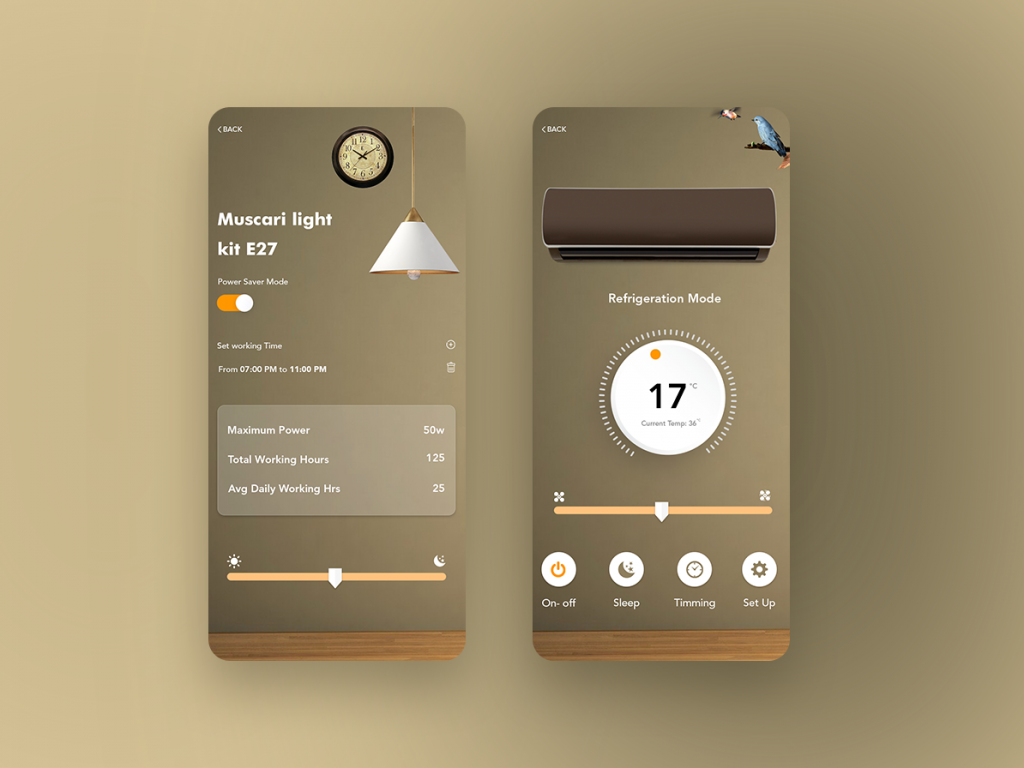 BACK
Muscari light
kit E27
Power Saver Mode
Set working Time
From 07:00 PM to 11:00 PM
Maximum Power 50w
Total Working Hours 125
Avg Daily Working Hrs 25
BACK
Refrigeration Mode
17 °C
Current Temp: 36°
On- off Sleep Timming Set Up